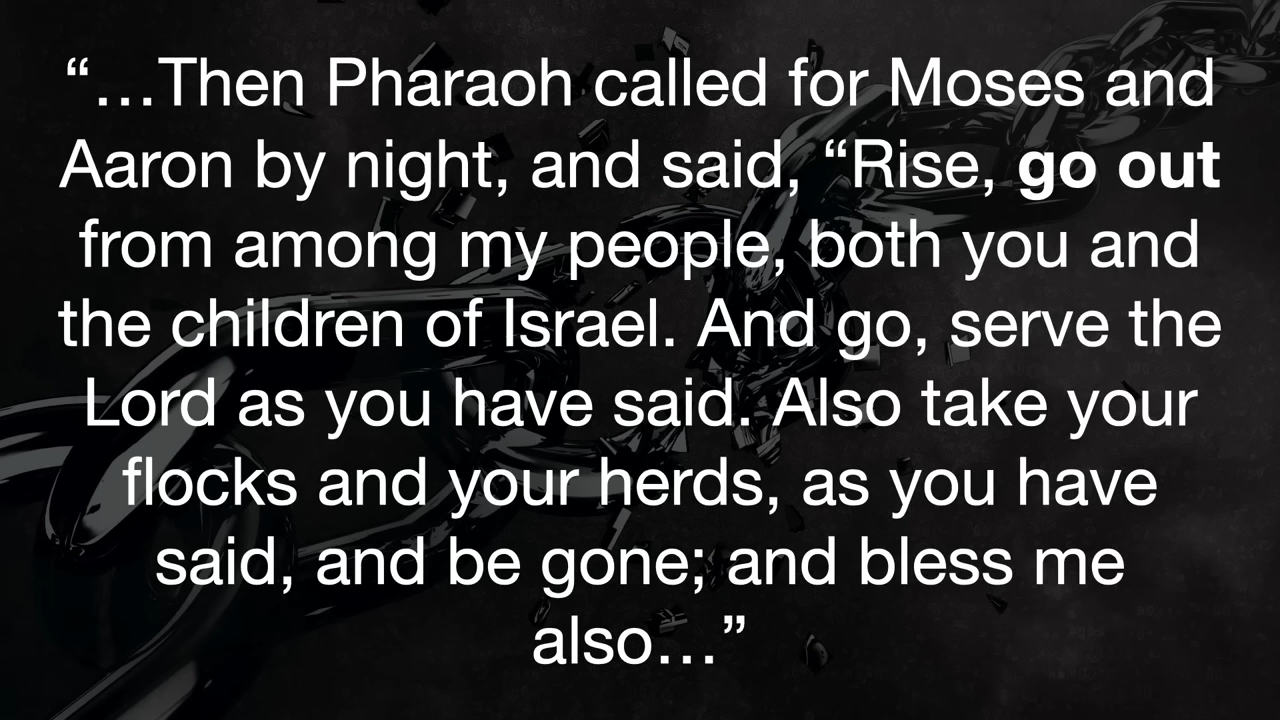 “…Then Pharaoh called for Moses and
Aaron by night, and said, “Rise, go out
from among my people, both you and
the children of Israel. And go, serve the
Lord as you have said. Also take your
flocks and your herds, as you have
said, and be gone; and bless me
also…”